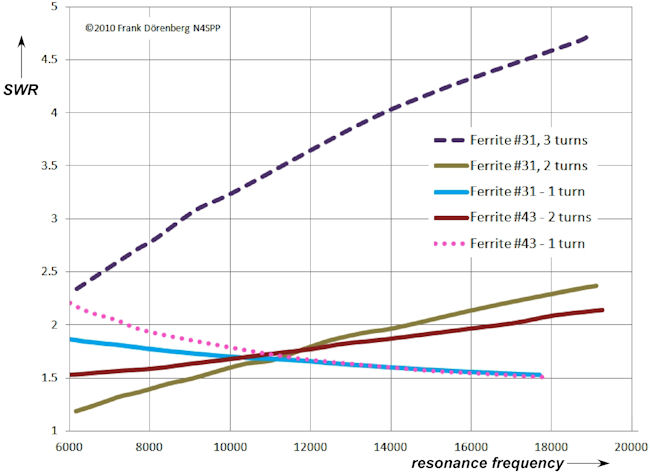 5
©2010 Frank Dörenberg N4SPP
4.5
SWR
4
Ferrite #31, 3 turns
3.5
Ferrite #31, 2 turns
Ferrite #31 - 1 turn
3
Ferrite #43 - 2 turns
Ferrite #43 - 1 turn
2.5
2
1.5
1
6000 8000 10000 12000 14000 16000 18000 20000
resonance frequency